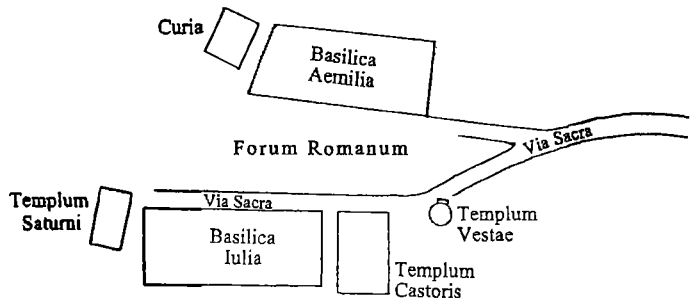 Curia
Basilica
Aemilia
Via Sacra
Forum Romanum
Templum
Saturni
Via Sacra
Templum
Vestae
Basilica
Iulia
Templum
Castoris